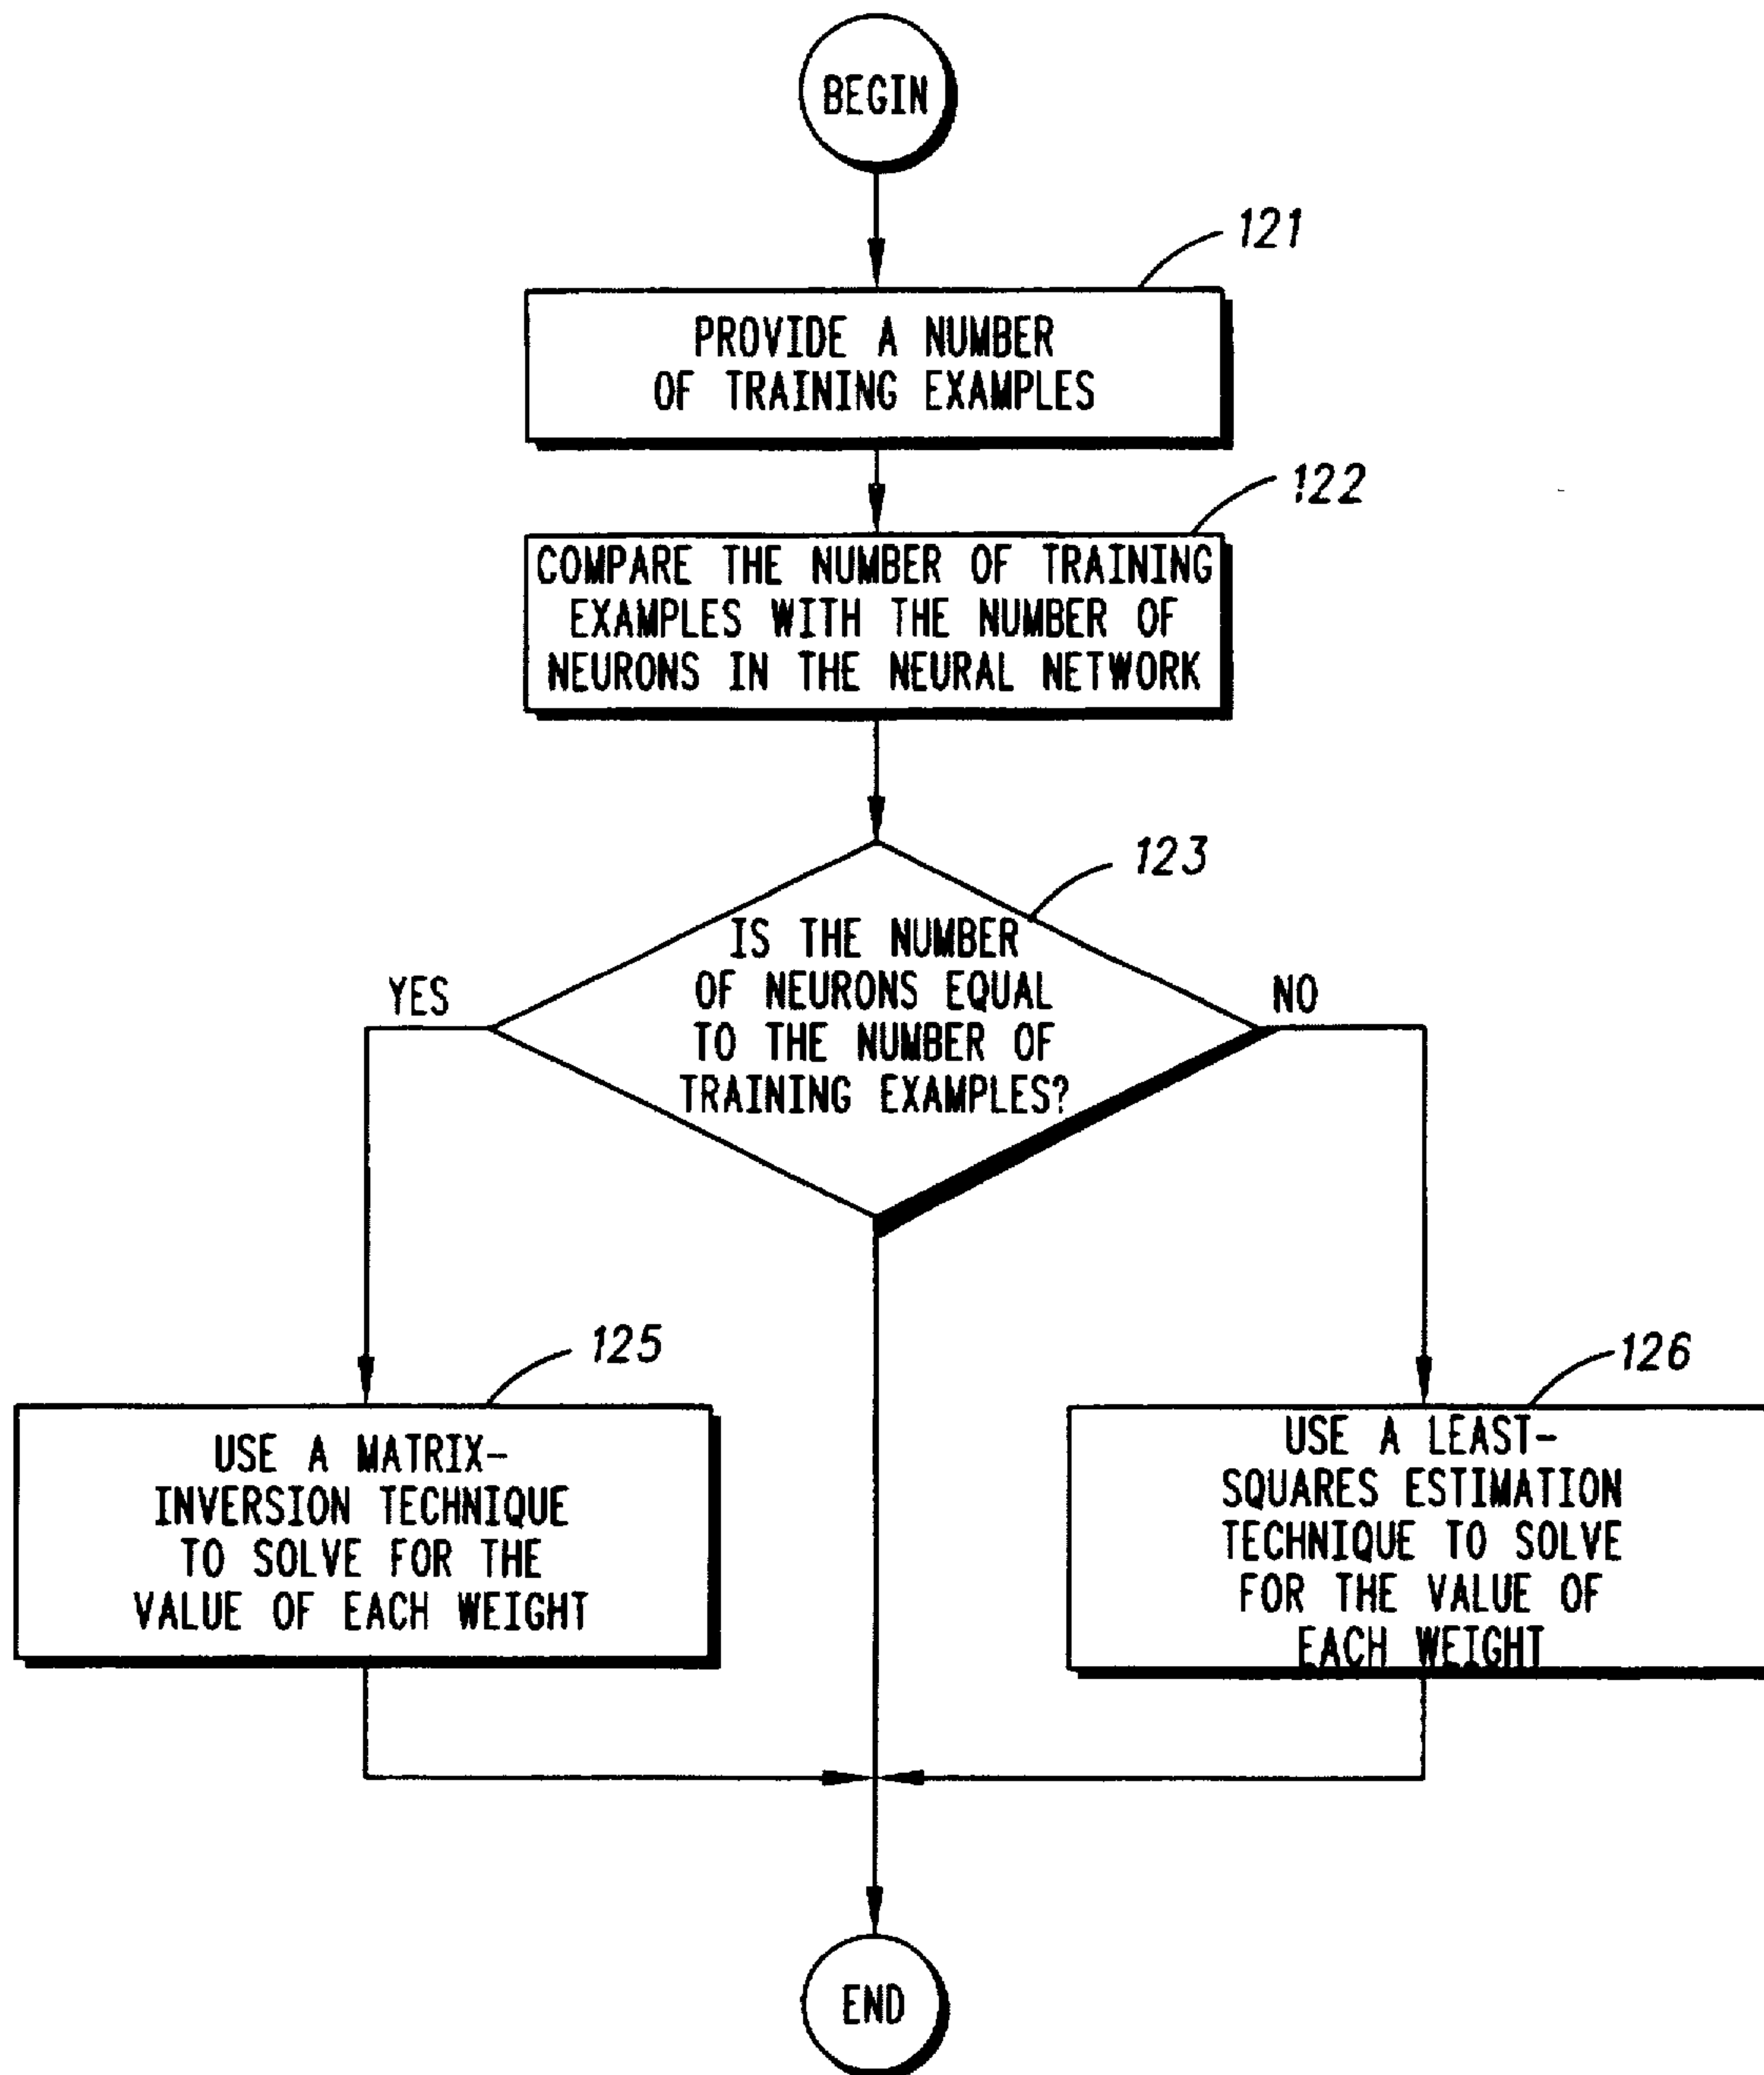 BEGIN
121
PROVIDE A NUMBER
OF TRAINING EXAMPLES
122
COMPARE THE NUMBER OF TRAINING
EXAMPLES WITH THE NUMBER OF
NEURONS IN THE NEURAL NETWORK
123
IS THE NUMBER
OF NEURONS EQUAL
TO THE NUMBER OF
TRAINING EXAMPLES?
YES
NO
125
USE A MATRIX-
INVERSION TECHNIQUE
TO SOLVE FOR THE
VALUE OF EACH WEIGHT
126
USE A LEAST-
SQUARES ESTIMATION
TECHNIQUE TO SOLVE
FOR THE VALUE OF
EACH WEIGHT
END